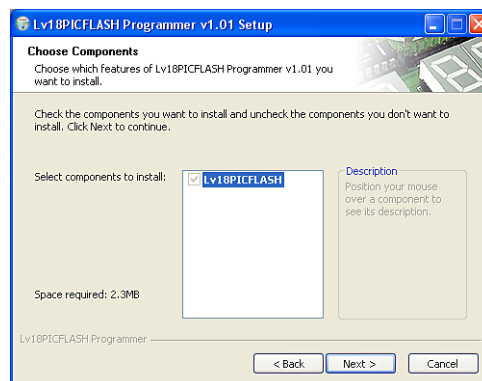 Lv18PICFLASH Programmer v1.01 Setup
Choose Components
Choose which features of Lv18PICFLASH Programmer v1.01 you
want to install.
Check the components you want to install and uncheck the components you don't want to
install. Click Next to continue.
Select components to install:
Lv18PICFLASH
Description
Position your mouse
over a component to
see its description.
Space required: 2.3MB
Lv18PICFLASH Programmer
< Back
Next >
Cancel